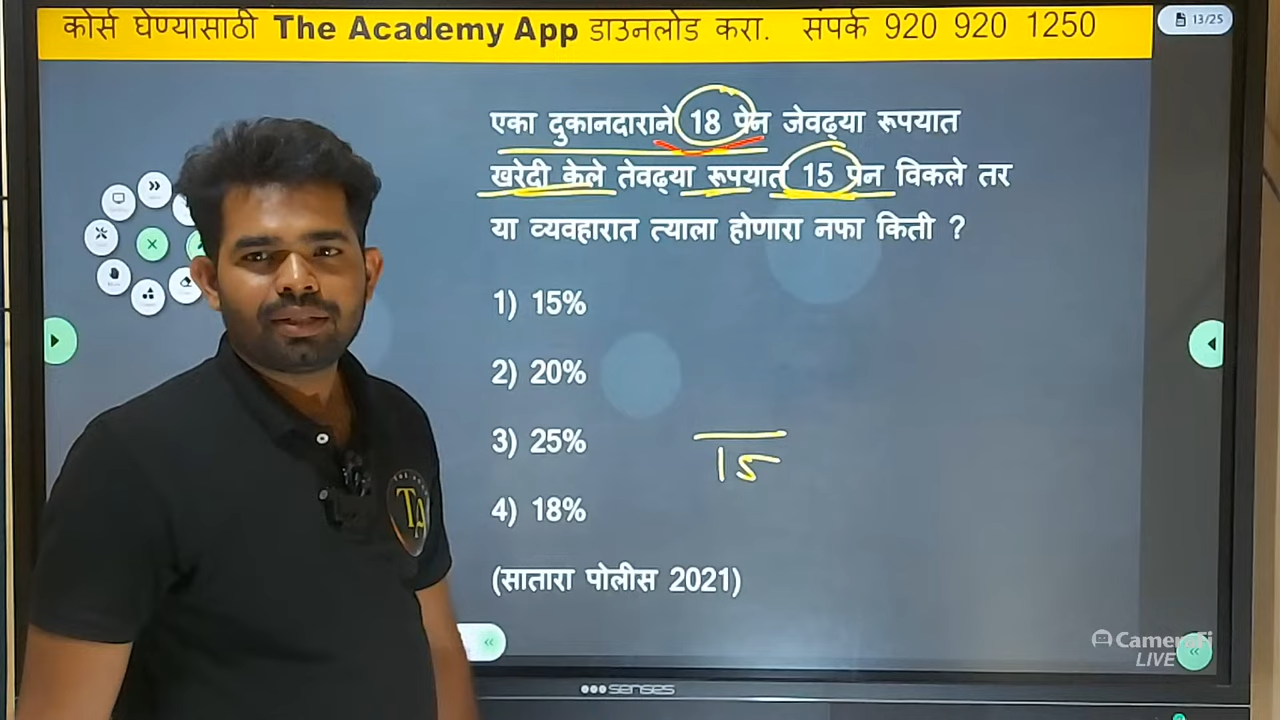 कोर्स घेण्यासाठी The Academy App डाउनलोड करा. संपर्क 920 920 1250
13/25
एका दुकानदाराने 18 पेन जेवढ्या रूपयात
खरेदी केले तेवढ्या रूपयात 15 पेन विकले तर
या व्यवहारात त्याला होणारा नफा किती ?
1) 15%
2) 20%
3) 25%
15
4) 18%
(सातारा पोलीस 2021)
TA
CameraFi
LIVE
senses